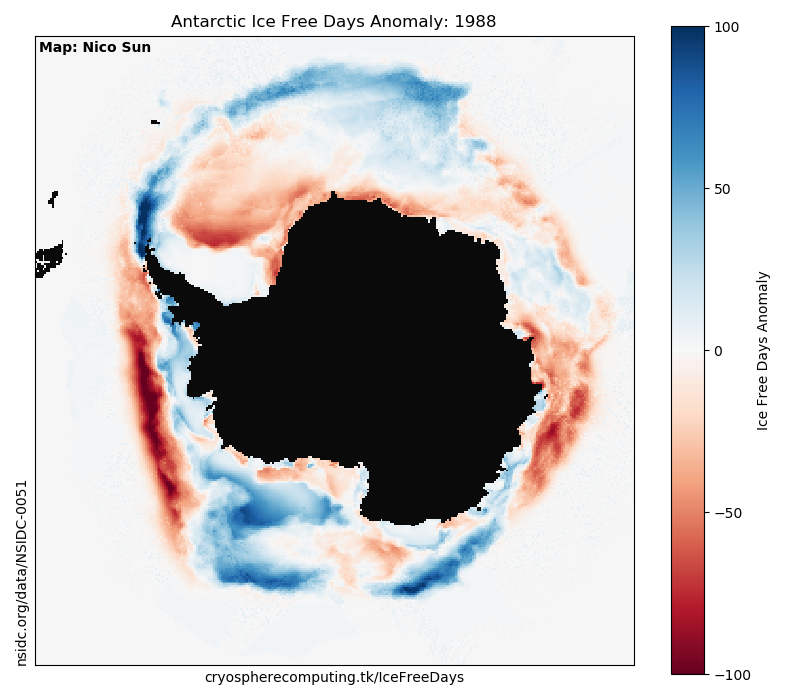 Antarctic Ice Free Days Anomaly: 1988
Map: Nico Sun
100
50
0
−50
−100
Ice Free Days Anomaly
nsidc.org/data/NSIDC-0051
cryospherecomputing.tk/IceFreeDays